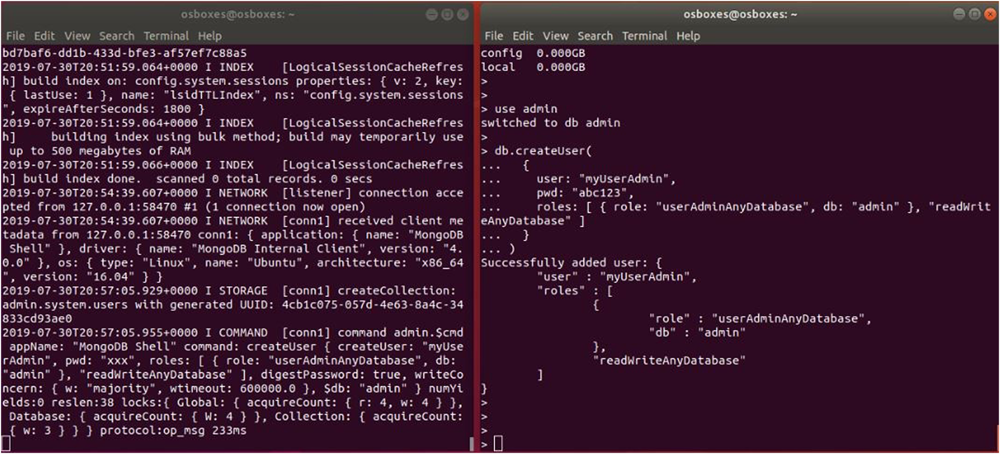 osboxes@osboxes: ~
File Edit View Search Terminal Help
bd7baf6-dd1b-433d-bfe3-af57ef7c88a5
2019-07-30T20:51:59.064+0000 I INDEX    [LogicalSessionCacheRefres
h] build index on: config.system.sessions properties: { v: 2, key:
 { lastUse: 1 }, name: "lsidTTLIndex", ns: "config.system.sessions
", expireAfterSeconds: 1800 }
2019-07-30T20:51:59.064+0000 I INDEX    [LogicalSessionCacheRefres
h]     building index using bulk method; build may temporarily use
 up to 500 megabytes of RAM
2019-07-30T20:51:59.066+0000 I INDEX    [LogicalSessionCacheRefres
h] build index done.  scanned 0 total records. 0 secs
2019-07-30T20:54:39.607+0000 I NETWORK  [listener] connection acce
pted from 127.0.0.1:58470 #1 (1 connection now open)
2019-07-30T20:54:39.607+0000 I NETWORK  [conn1] received client me
tadata from 127.0.0.1:58470 conn1: { application: { name: "MongoDB
 Shell" }, driver: { name: "MongoDB Internal Client", version: "4.
0.0" }, os: { type: "Linux", name: "Ubuntu", architecture: "x86_64
", version: "16.04" } }
2019-07-30T20:57:05.929+0000 I STORAGE  [conn1] createCollection:
admin.system.users with generated UUID: 4cb1c075-057d-4e63-8a4c-34
833cd93ae0
2019-07-30T20:57:05.955+0000 I COMMAND  [conn1] command admin.$cmd
 appName: "MongoDB Shell" command: createUser { createUser: "myUse
rAdmin", pwd: "xxx", roles: [ { role: "userAdminAnyDatabase", db:
"admin" }, "readWriteAnyDatabase" ], digestPassword: true, writeCo
ncern: { w: "majority", wtimeout: 600000.0 }, $db: "admin" } numYi
elds:0 reslen:38 locks:{ Global: { acquireCount: { r: 4, w: 4 } },
 Database: { acquireCount: { W: 4 } }, Collection: { acquireCount:
 { w: 3 } } } protocol:op_msg 233ms
osboxes@osboxes: ~
File Edit View Search Terminal Help
config  0.000GB
local   0.000GB
>
>
> use admin
switched to db admin
>
> db.createUser(
...   {
...     user: "myUserAdmin",
...     pwd: "abc123",
...     roles: [ { role: "userAdminAnyDatabase", db: "admin" }, "readWrit
eAnyDatabase" ]
...   }
... )
Successfully added user: {
        "user" : "myUserAdmin",
        "roles" : [
                {
                        "role" : "userAdminAnyDatabase",
                        "db" : "admin"
                },
                "readWriteAnyDatabase"
        ]
}
>
>
>
>